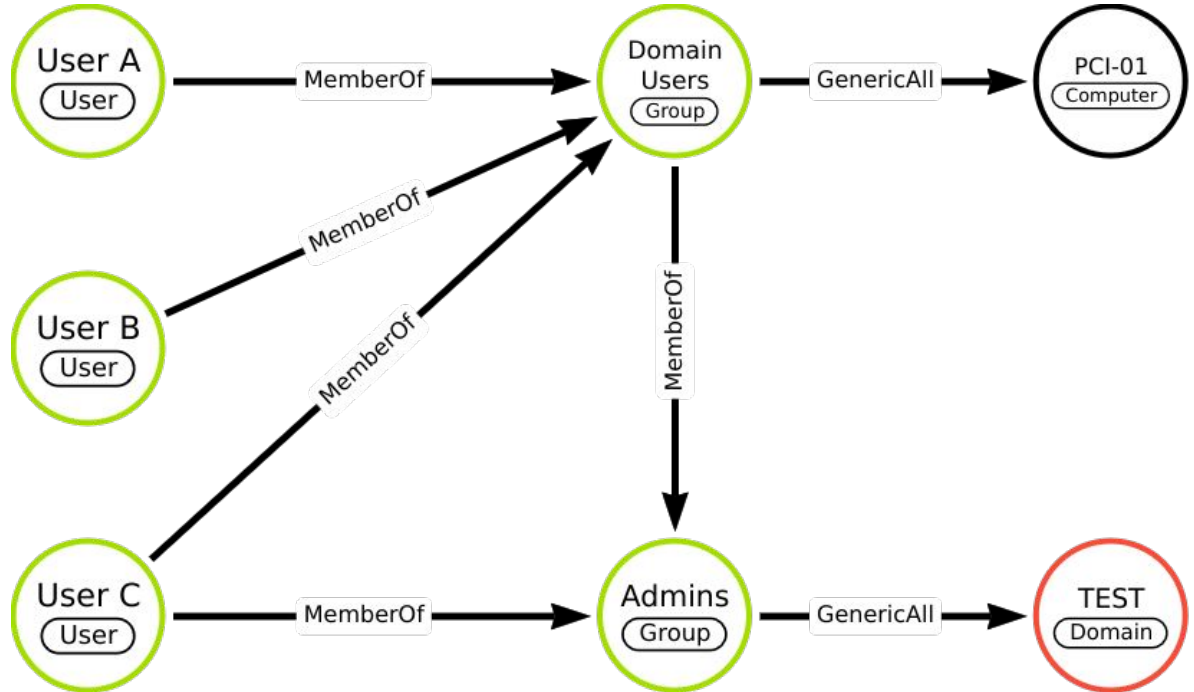 User A
User
MemberOf
Domain
Users
Group
GenericAll
PCI-01
Computer
MemberOf
User B
User
MemberOf
MemberOf
User C
User
MemberOf
Admins
Group
GenericAll
TEST
Domain